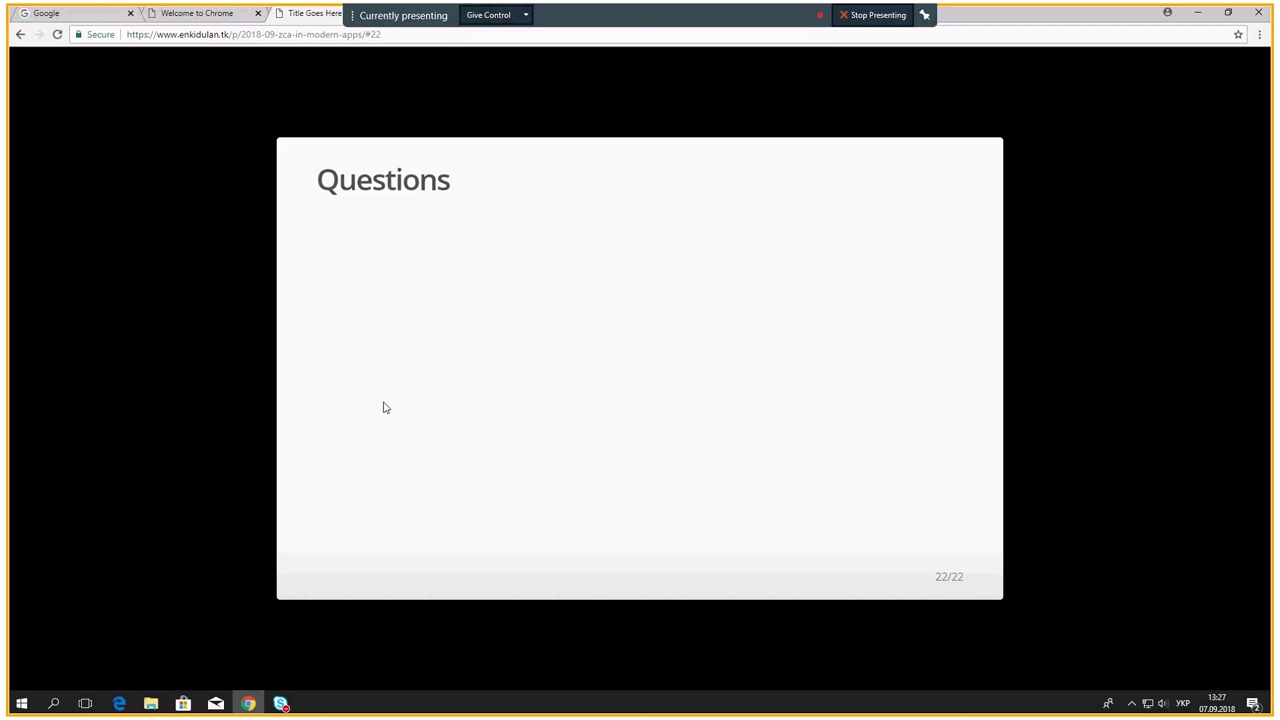 Google
Welcome to Chrome
Title Goes Here
Currently presenting
Give Control
Stop Presenting
Secure
https://www.enkidulan.tk/p/2018-09-zca-in-modern-apps/#22
Questions
22/22
УКР
13:27
07.09.2018
2